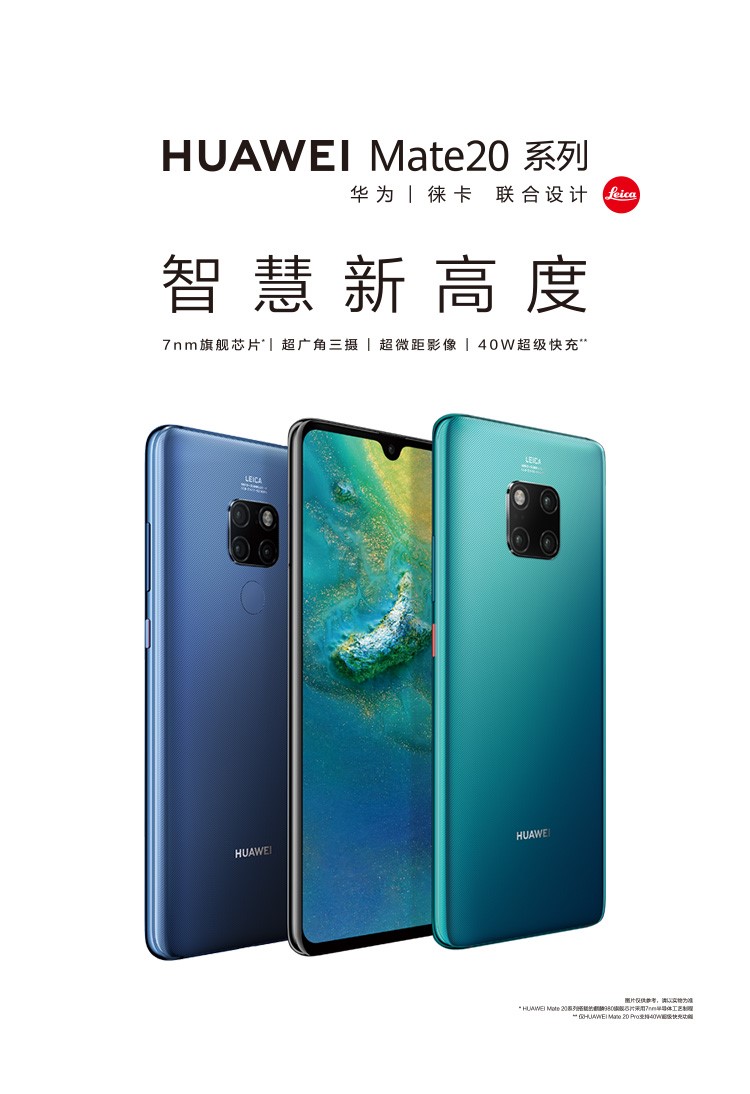 HUAWEI Mate20 系列
华为 | 徕卡 联合设计
Leica
智慧新高度
7nm旗舰芯片* | 超广角三摄 | 超微距影像 | 40W超级快充**
LEICA
LEICA
HUAWEI
HUAWEI
图片仅供参考，请以实物为准
* HUAWEI Mate 20系列搭载的麒麟980旗舰芯片采用7nm半导体工艺制程
** 仅HUAWEI Mate 20 Pro支持40W超级快充功能